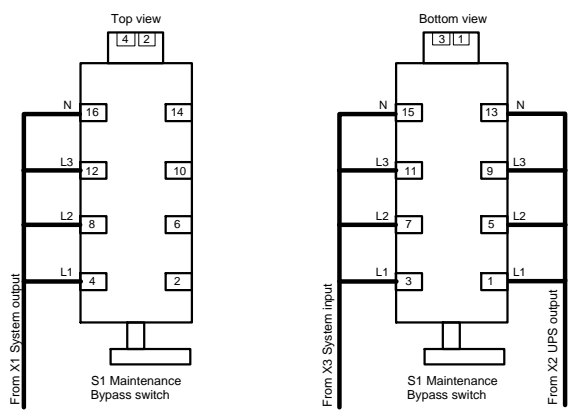 Top view
4 2
N 16 14
L3 12 10
L2 8 6
L1 4 2
From X1 System output
S1 Maintenance
Bypass switch
Bottom view
3 1
N 15 13 N
L3 11 9 L3
L2 7 5 L2
L1 3 1 L1
From X3 System input
From X2 UPS output
S1 Maintenance
Bypass switch